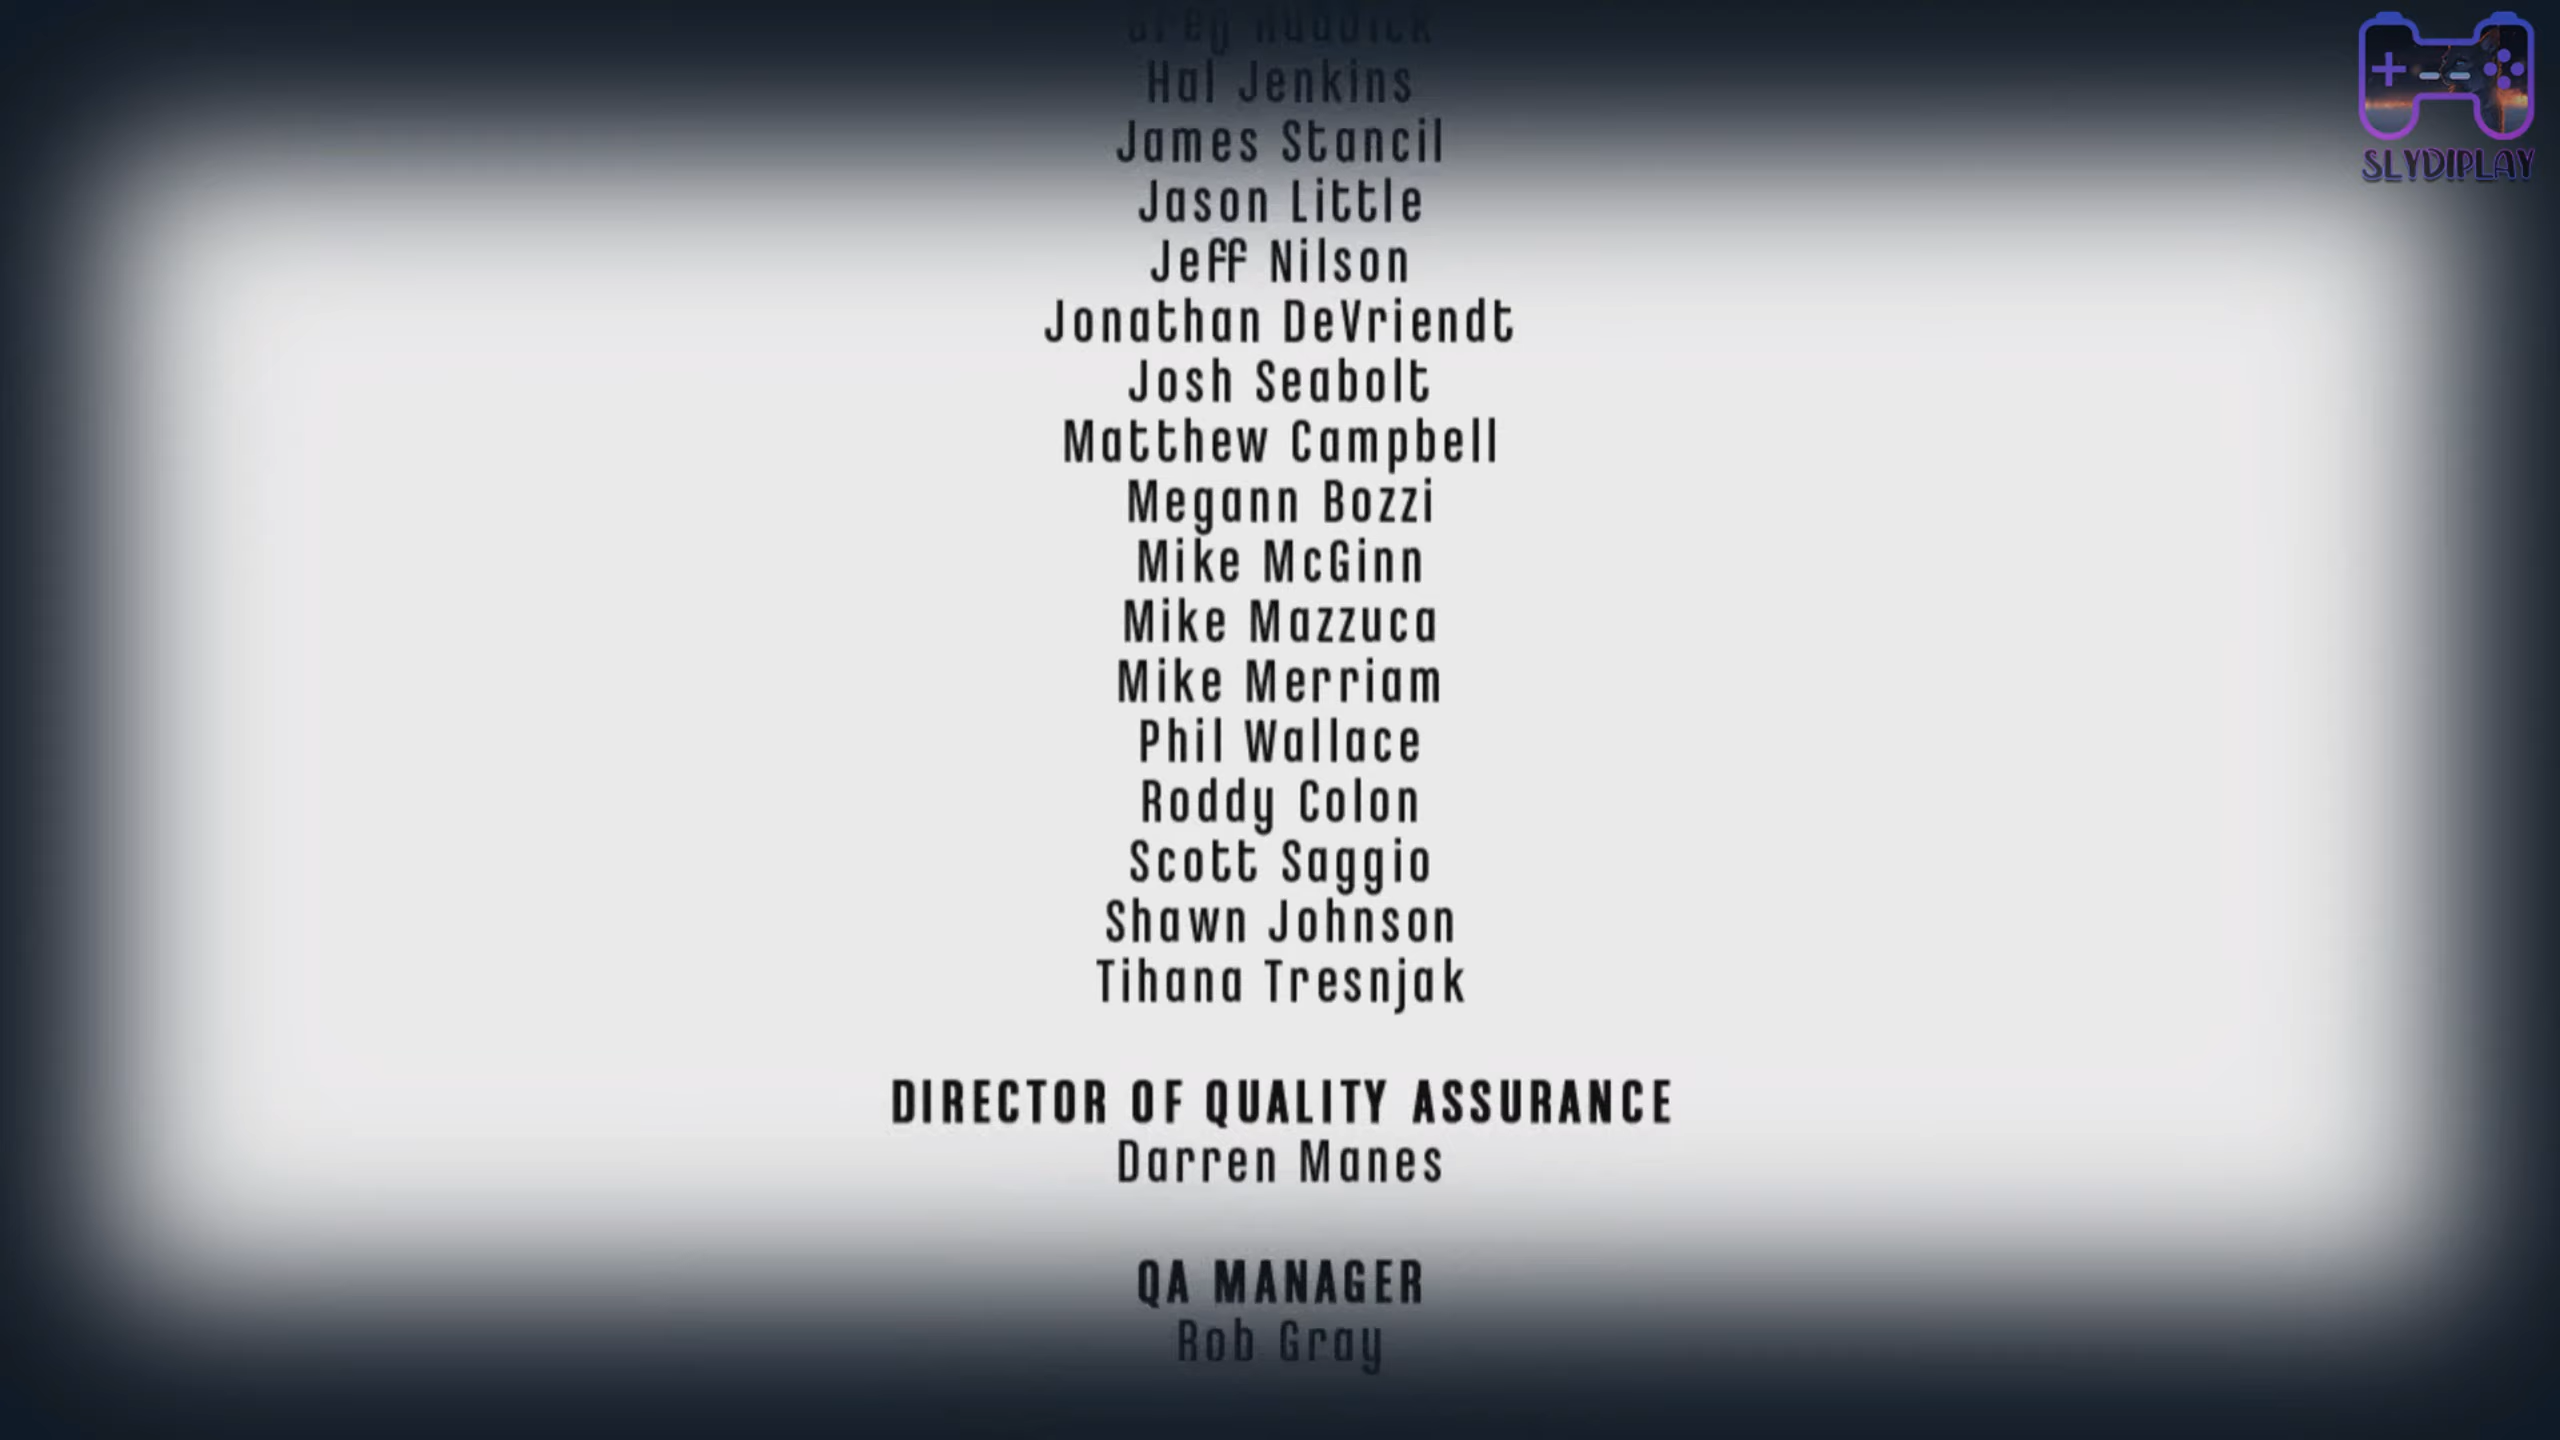 Hal Jenkins
SLYDIPLAY
James Stancil
Jason Little
Jeff Nilson
Jonathan DeVriendt
Josh Seabolt
Matthew Campbell
Megann Bozzi
Mike McGinn
Mike Mazzuca
Mike Merriam
Phil Wallace
Roddy Colon
Scott Saggio
Shawn Johnson
Tihana Tresnjak
DIRECTOR OF QUALITY ASSURANCE
Darren Manes
QA MANAGER
Rob Gray